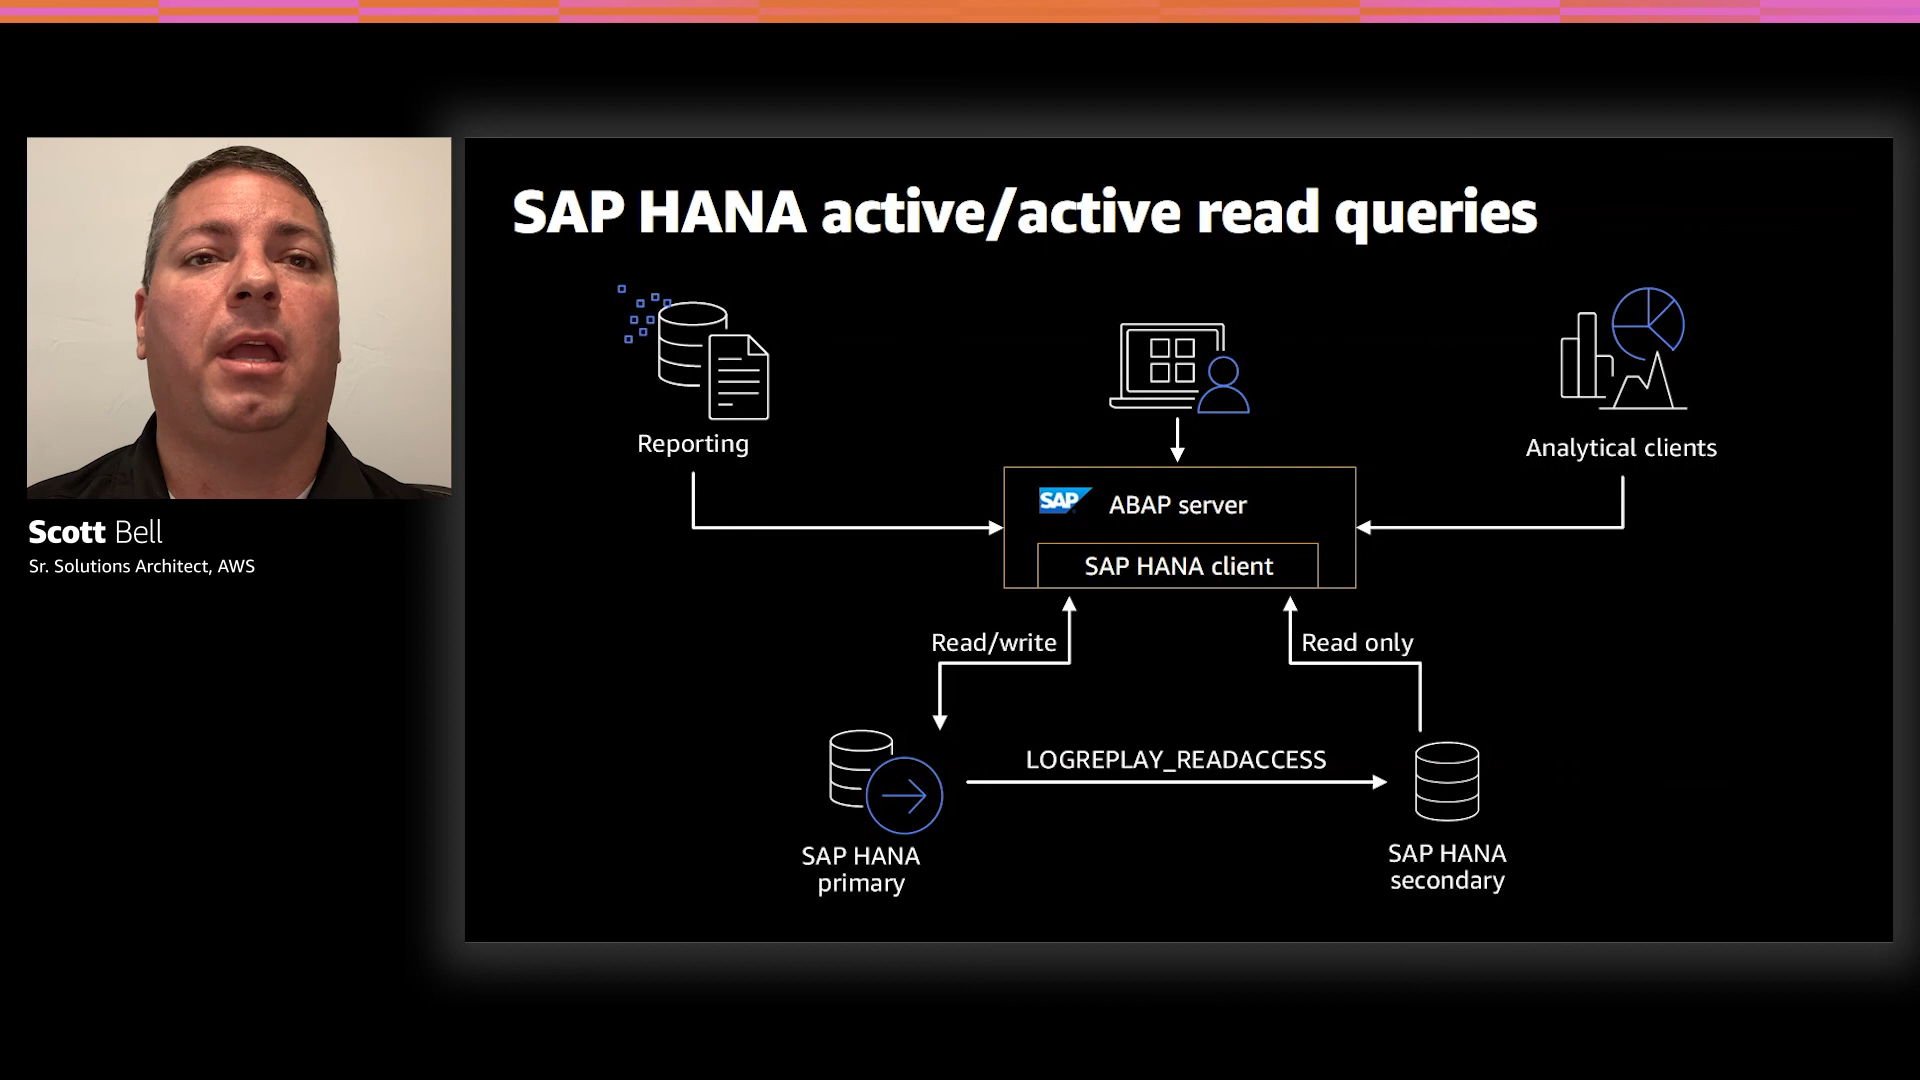 SAP HANA active/active read queries
Reporting
Analytical clients
SAP ABAP server
SAP HANA client
Read/write
Read only
LOGREPLAY_READACCESS
SAP HANA
primary
SAP HANA
secondary
Scott Bell
Sr. Solutions Architect, AWS